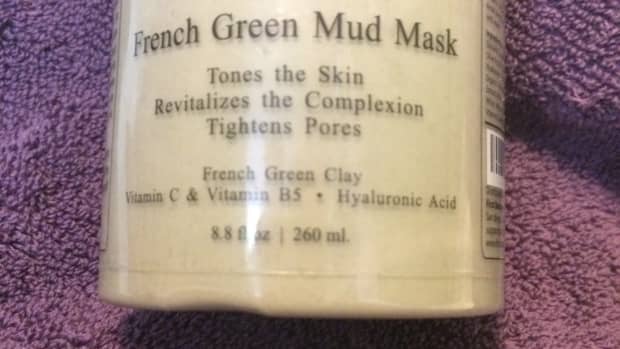 French Green Mud Mask
Tones the Skin
Revitalizes the Complexion
Tightens Pores
French Green Clay
Vitamin C & Vitamin B5 • Hyaluronic Acid
8.8 fl oz | 260 ml.